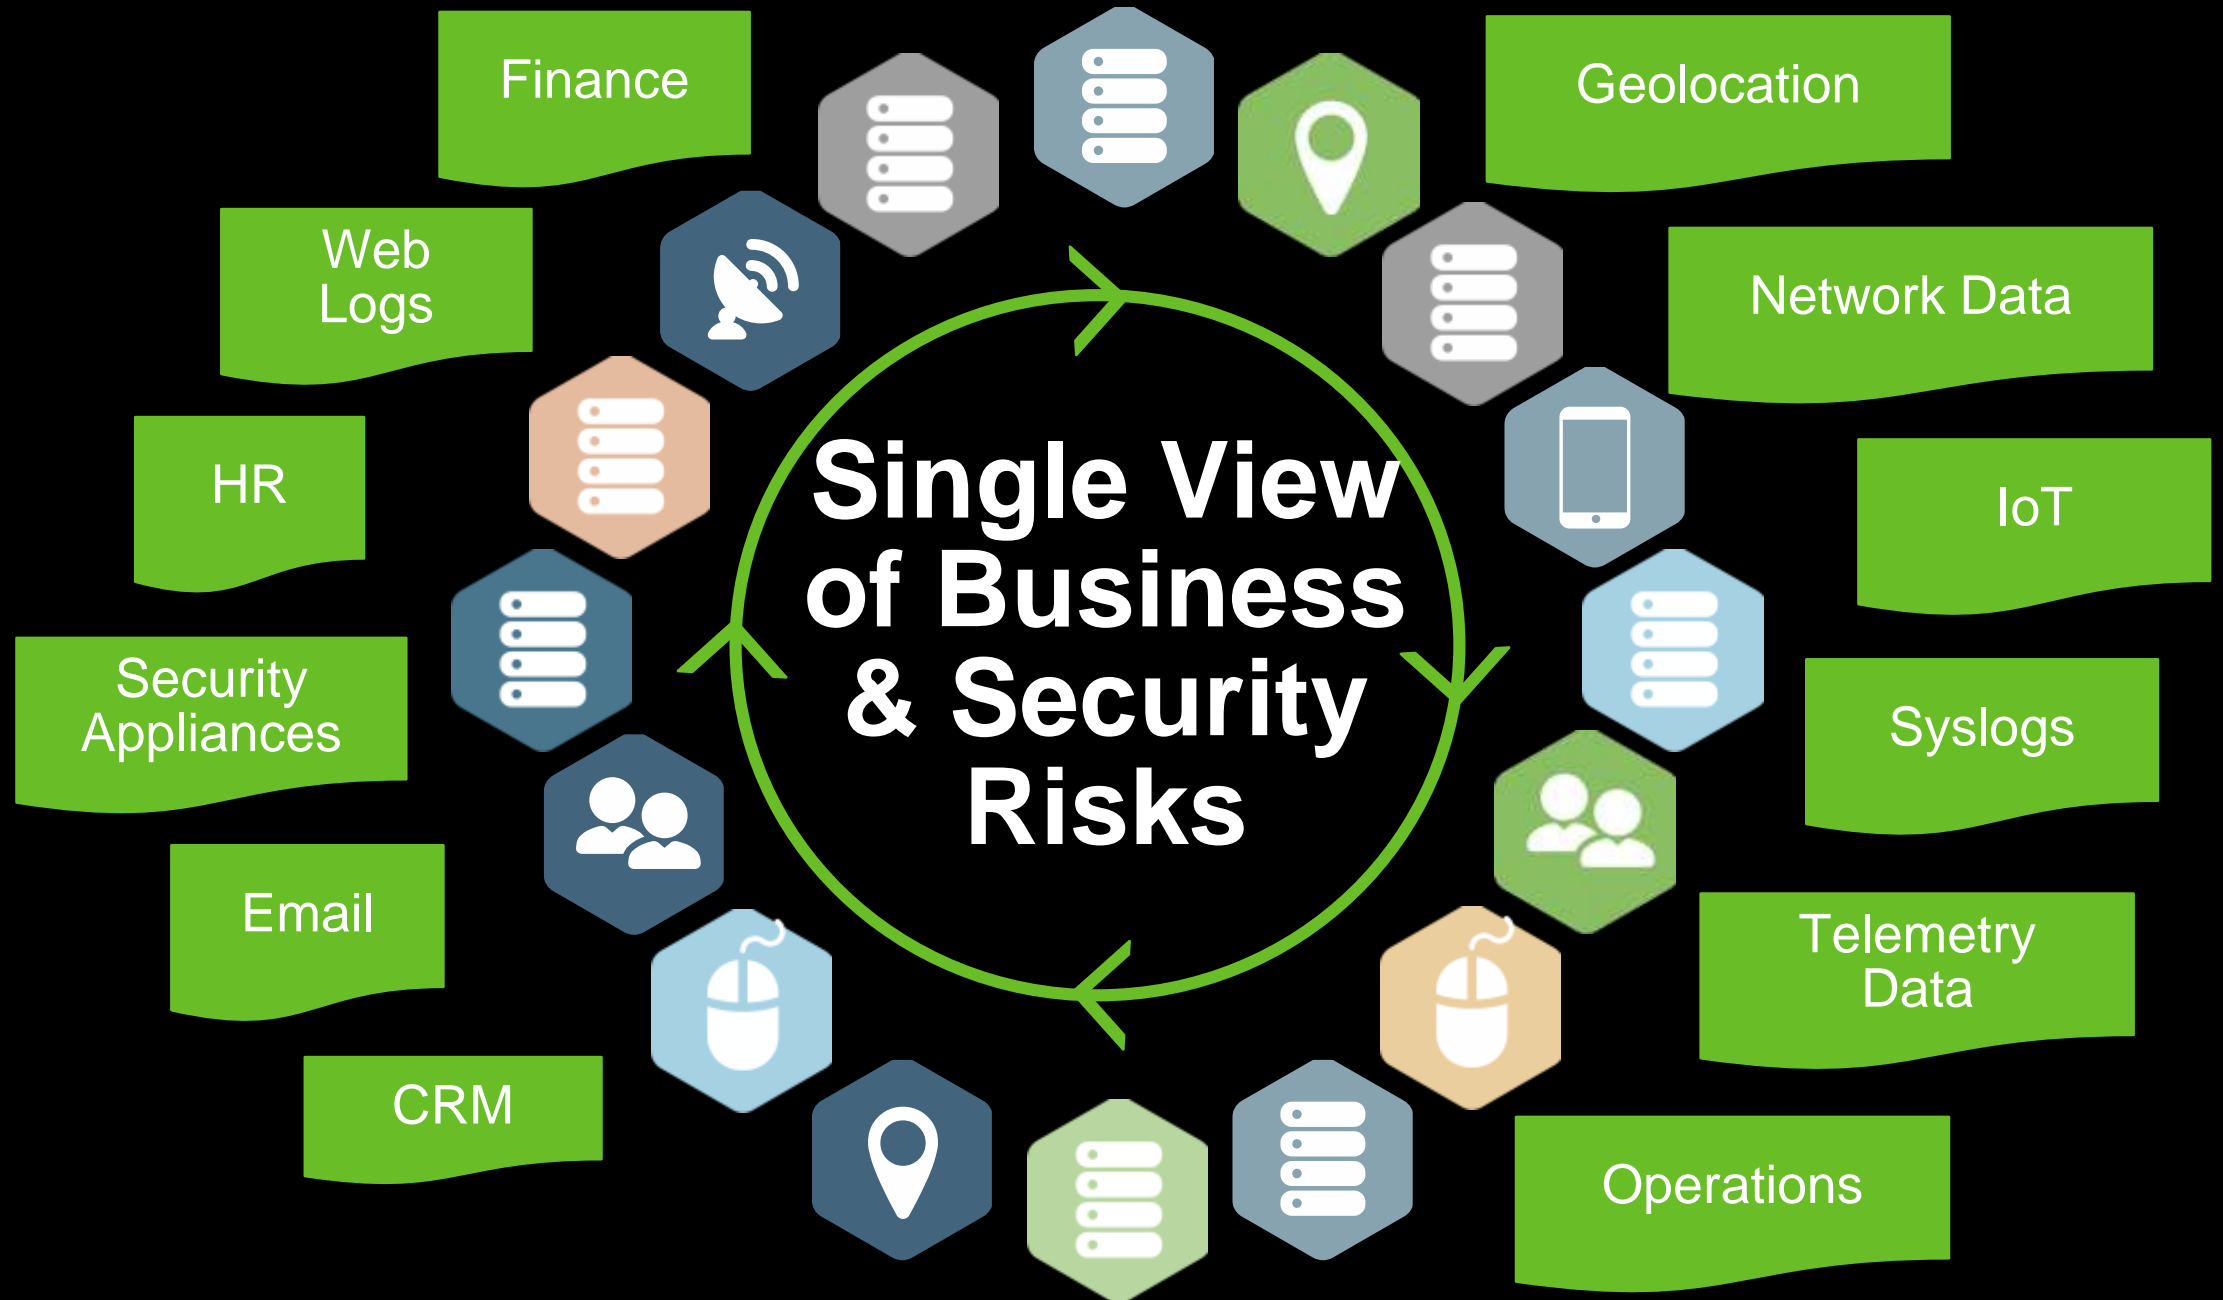 Finance
Geolocation
Web
Logs
Network Data
HR
IoT
Single View
of Business
& Security
Risks
Security
Appliances
Syslogs
Email
Telemetry
Data
CRM
Operations